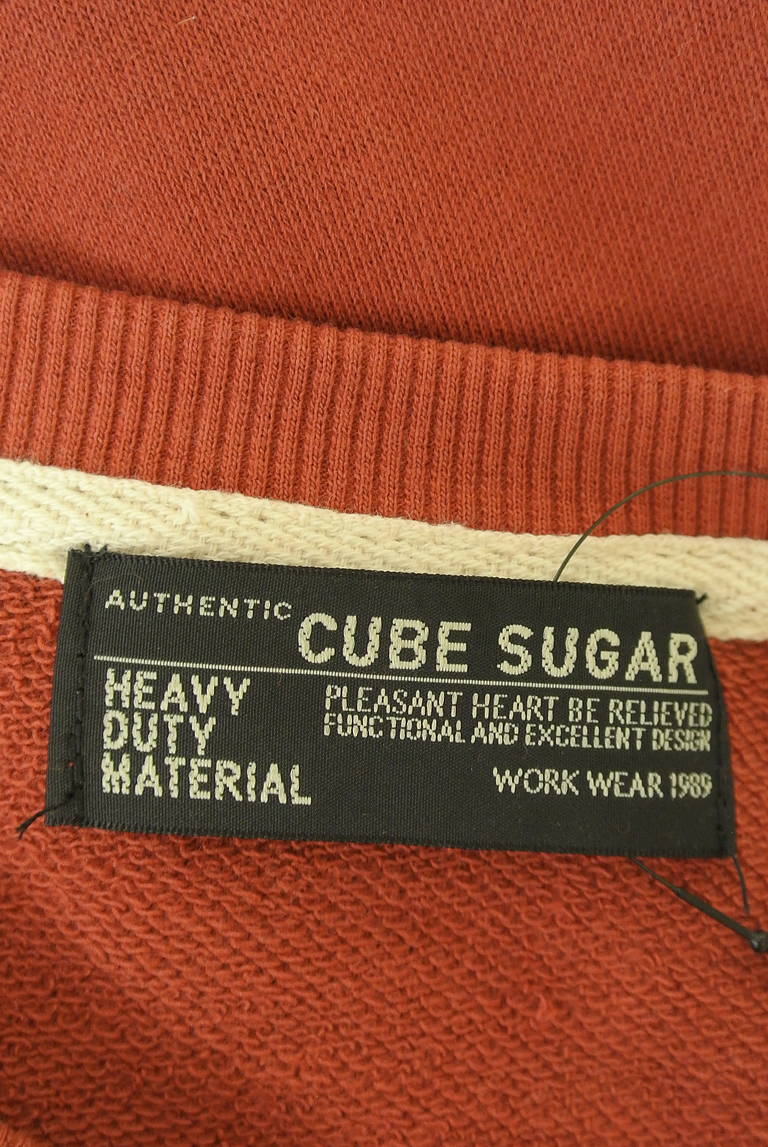 AUTHENTIC CUBE SUGAR
HEAVY
DUTY
MATERIAL
PLEASANT HEART BE RELIEVED
FUNCTIONAL AND EXCELLENT DESIGN
WORK WEAR 1989